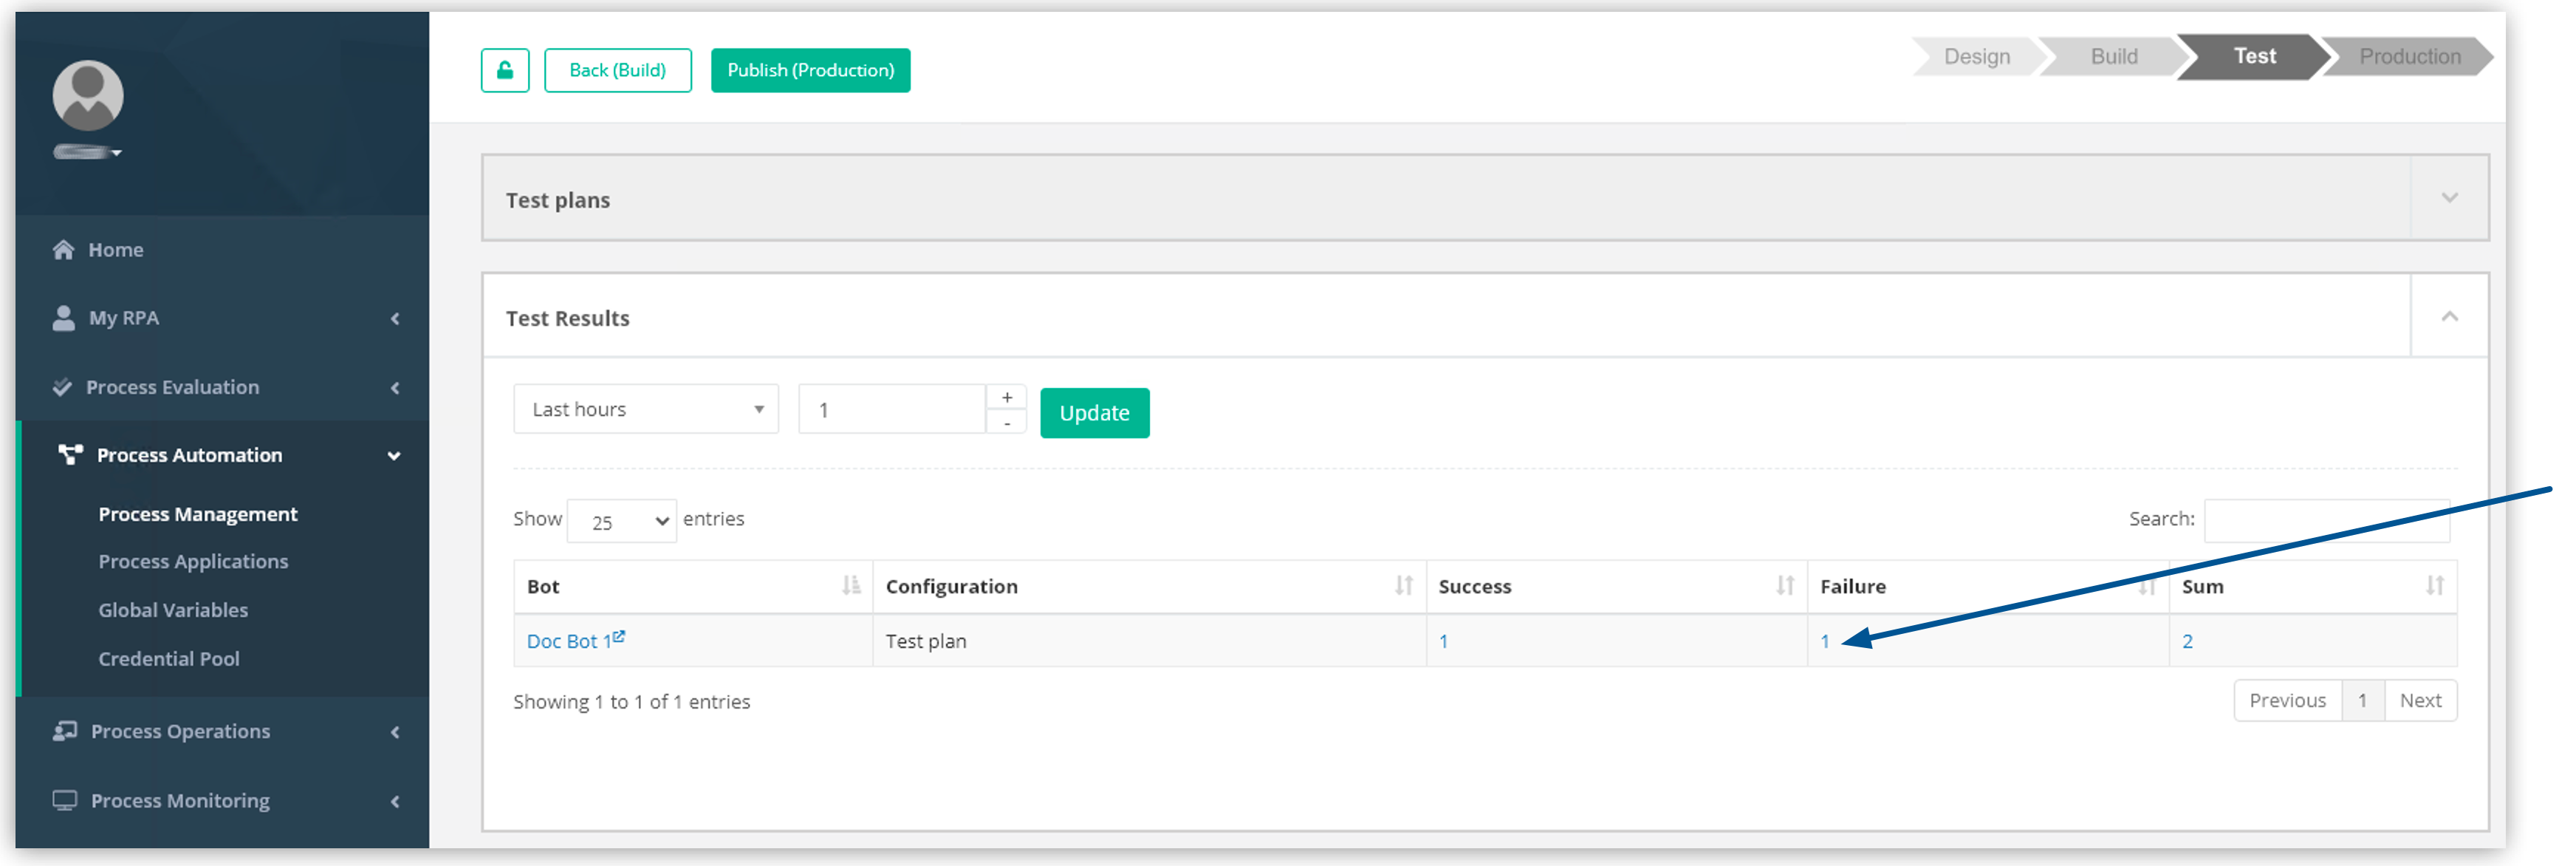 Back (Build)
Publish (Production)
Design
Build
Test
Production
Home
My RPA
Process Evaluation
Process Automation
Process Management
Process Applications
Global Variables
Credential Pool
Process Operations
Process Monitoring
Test plans
Test Results
Last hours
1
+
-
Update
Show 25 entries
Search:
Bot Configuration Success Failure Sum
Doc Bot 1 Test plan 1 1 2
Showing 1 to 1 of 1 entries
Previous 1 Next